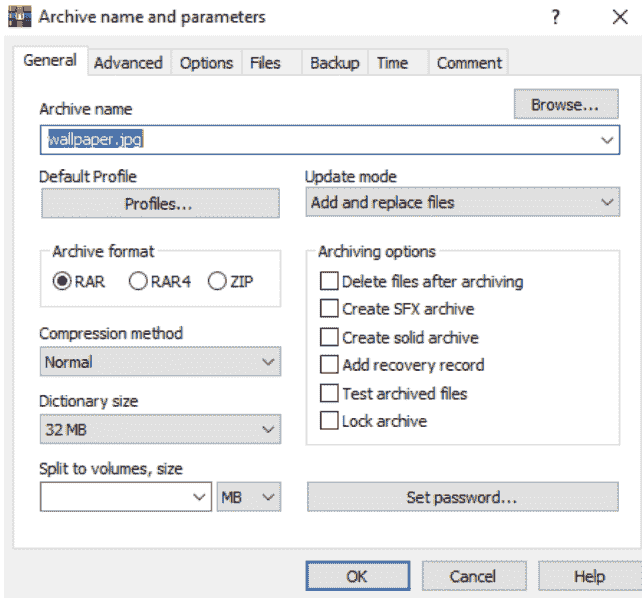 Archive name and parameters
? X
General Advanced Options Files Backup Time Comment
Archive name
Browse...
wallpaper.jpg
Default Profile
Profiles...
Update mode
Add and replace files
Archive format
RAR RAR4 ZIP
Archiving options
Delete files after archiving
Create SFX archive
Create solid archive
Add recovery record
Test archived files
Lock archive
Compression method
Normal
Dictionary size
32 MB
Split to volumes, size
MB
Set password...
OK Cancel Help